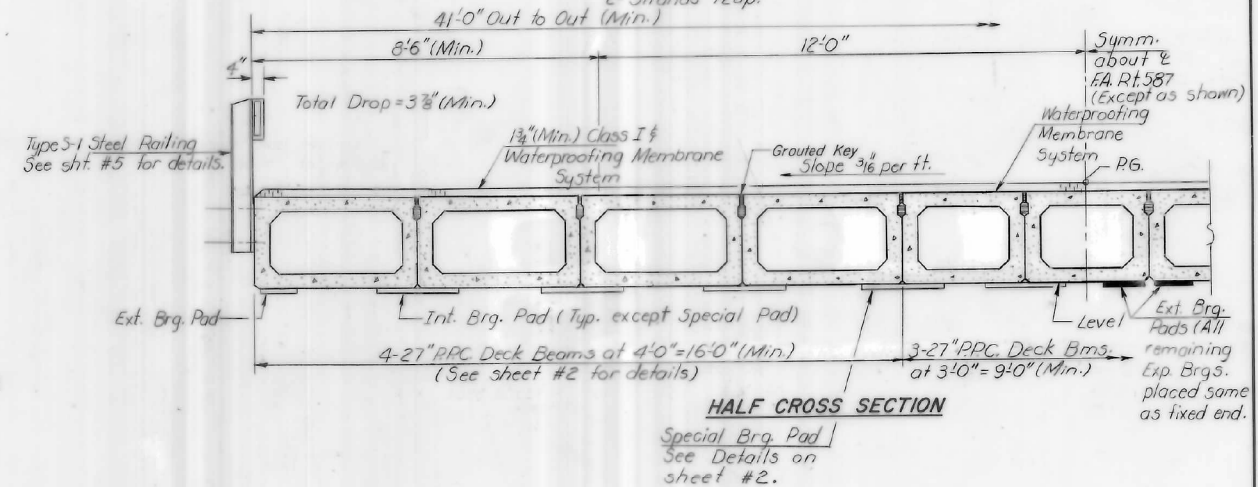 2 Strands 1 Lap.
41'-0" Out to Out (Min.)
8'-6" (Min.)
12'-0"
Symm.
about ℄
F.A. Rt. 587
(Except as shown)
4"
Total Drop = 3⅞" (Min.)
Type S-1 Steel Railing
See sht. #5 for details.
1¾" (Min.) Class I &
Waterproofing Membrane
System
Grouted Key
Slope 3/16" per ft.
Waterproofing
Membrane
System
P.G.
Ext. Brg. Pad
Int. Brg. Pad (Typ. except Special Pad)
Level
Ext. Brg.
Pads (All
remaining
Exp. Brgs.
placed same
as fixed end.
4-27" P.P.C. Deck Beams at 4'-0" = 16'-0" (Min.)
(See sheet #2 for details)
3-27" P.P.C. Deck Bms.
at 3'-0" = 9'-0" (Min.)
HALF CROSS SECTION
Special Brg. Pad
See Details on
sheet #2.